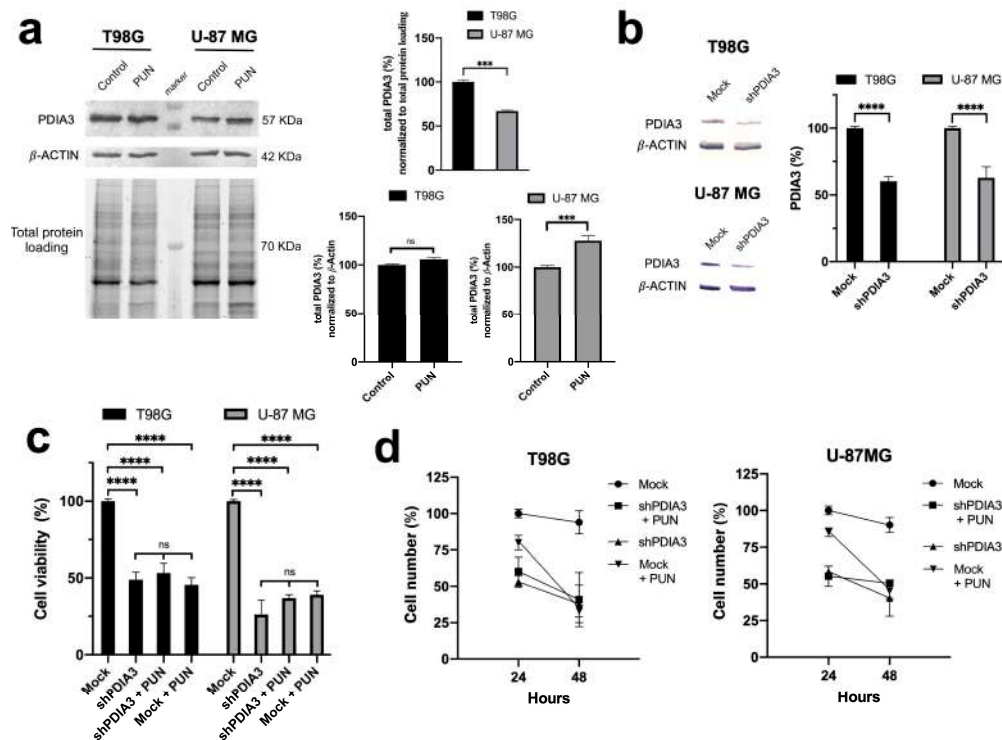 a
T98G
U-87 MG
Control
PUN
marker
Control
PUN
PDIA3
57 KDa
β-ACTIN
42 KDa
Total protein
loading
70 KDa
T98G
U-87 MG
total PDIA3 (%)
normalized to total protein loading
150
100
50
0
***
T98G
total PDIA3 (%)
normalized to β-Actin
150
100
50
0
ns
Control
PUN
U-87 MG
total PDIA3 (%)
normalized to β-Actin
150
100
50
0
***
Control
PUN
b
T98G
Mock
shPDIA3
PDIA3
β-ACTIN
U-87 MG
Mock
shPDIA3
PDIA3
β-ACTIN
T98G
U-87 MG
PDIA3 (%)
100
50
0
****
****
Mock
shPDIA3
Mock
shPDIA3
c
T98G
U-87 MG
Cell viability (%)
100
50
0
****
****
****
ns
****
****
****
ns
Mock
shPDIA3
shPDIA3 + PUN
Mock + PUN
Mock
shPDIA3
shPDIA3 + PUN
Mock + PUN
d
T98G
Cell number (%)
125
100
75
50
25
0
24
48
Hours
Mock
shPDIA3
+ PUN
shPDIA3
Mock
+ PUN
U-87MG
Cell number (%)
125
100
75
50
25
0
24
48
Hours
Mock
shPDIA3
+ PUN
shPDIA3
Mock
+ PUN